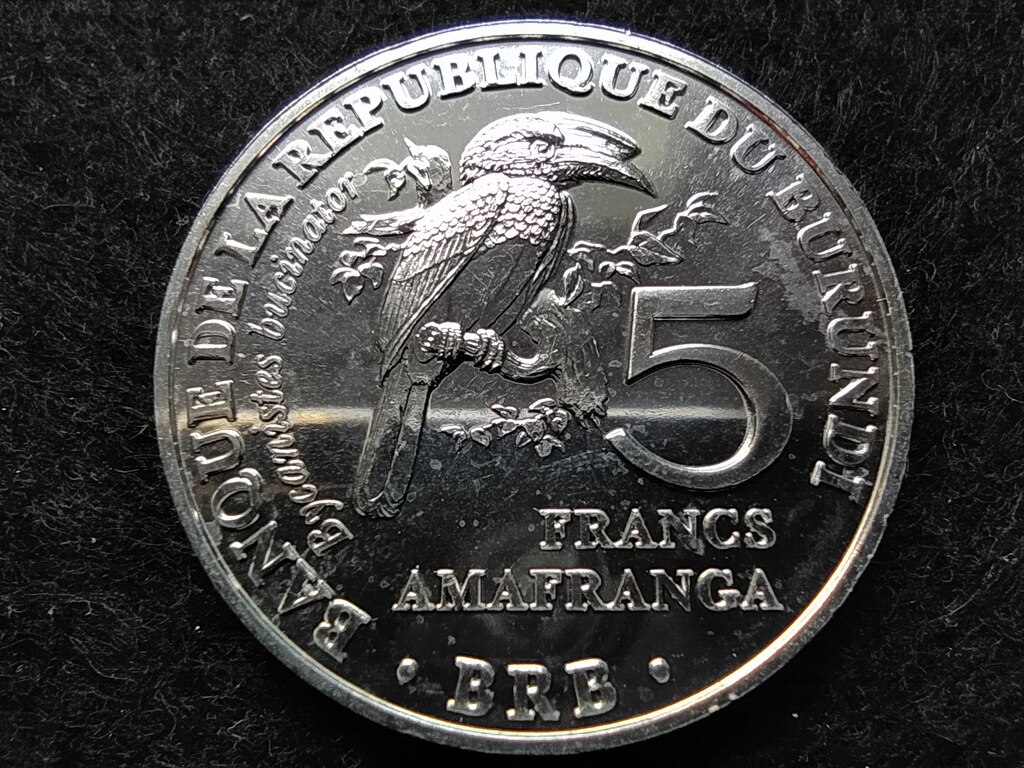 BANQUE DE LA REPUBLIQUE DU BURUNDI
Bycanistes bucinator
5
FRANCS
AMAFRANGA
• BRB •